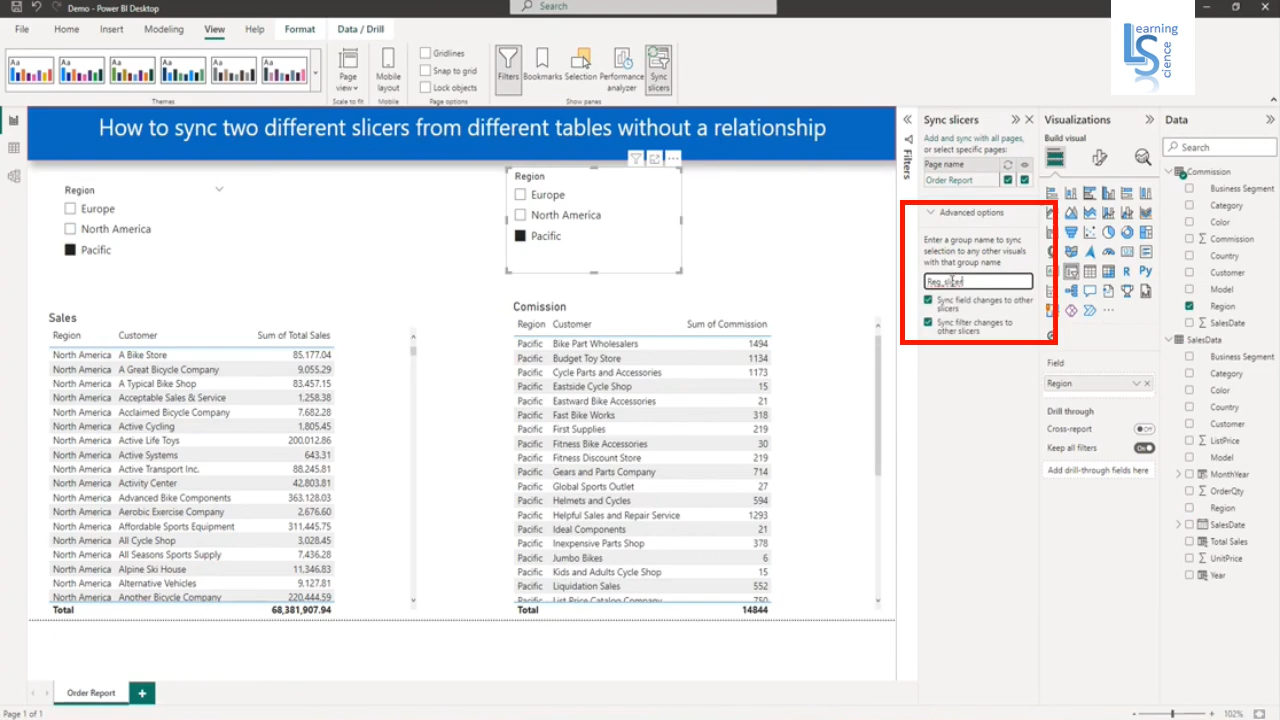 Demo - Power BI Desktop
Search
File Home Insert Modeling View Help Format Data / Drill
Aa Aa Aa Aa Aa Aa
Themes
Page view
Scale to fit
Mobile layout
Mobile
Gridlines
Snap to grid
Lock objects
Page options
Filters
Bookmarks
Selection
Performance analyzer
Sync slicers
Show panes
LS
earning
cience
How to sync two different slicers from different tables without a relationship
Region
Europe
North America
Pacific
Region
Europe
North America
Pacific
Sales
Region Customer Sum of Total Sales
North America A Bike Store 85,177.04
North America A Great Bicycle Company 9,055.29
North America A Typical Bike Shop 83,457.15
North America Acceptable Sales & Service 1,258.38
North America Acclaimed Bicycle Company 7,682.28
North America Active Cycling 1,805.45
North America Active Life Toys 200,012.86
North America Active Systems 643.31
North America Active Transport Inc. 88,245.81
North America Activity Center 42,803.81
North America Advanced Bike Components 363,128.03
North America Aerobic Exercise Company 2,676.60
North America Affordable Sports Equipment 311,445.75
North America All Cycle Shop 3,028.45
North America All Seasons Sports Supply 7,436.28
North America Alpine Ski House 11,346.83
North America Alternative Vehicles 9,127.81
North America Another Bicycle Company 220,444.59
Total 68,381,907.94
Comission
Region Customer Sum of Commission
Pacific Bike Part Wholesalers 1494
Pacific Budget Toy Store 1134
Pacific Cycle Parts and Accessories 1173
Pacific Eastside Cycle Shop 15
Pacific Eastward Bike Accessories 21
Pacific Fast Bike Works 318
Pacific First Supplies 219
Pacific Fitness Bike Accessories 30
Pacific Fitness Discount Store 219
Pacific Gears and Parts Company 714
Pacific Global Sports Outlet 27
Pacific Helmets and Cycles 594
Pacific Helpful Sales and Repair Service 1293
Pacific Ideal Components 21
Pacific Inexpensive Parts Shop 378
Pacific Jumbo Bikes 6
Pacific Kids and Adults Cycle Shop 15
Pacific Liquidation Sales 552
Pacific List Price Catalog Company 750
Total 14844
Filters
Sync slicers
Add and sync with all pages,
or select specific pages:
Page name
Order Report
Advanced options
Enter a group name to sync
selection to any other visuals
with that group name
Sync field changes to other
slicers
Sync filter changes to
other slicers
Visualizations
Build visual
R Py
Field
Region
Drill through
Cross-report Off
Keep all filters On
Add drill-through fields here
Data
Search
Commission
Business Segment
Category
Color
Commission
Country
Customer
Model
Region
SalesDate
SalesData
Business Segment
Category
Color
Country
Customer
ListPrice
Model
MonthYear
OrderQty
Region
SalesDate
Total Sales
UnitPrice
Year
Order Report
Page 1 of 1
102%